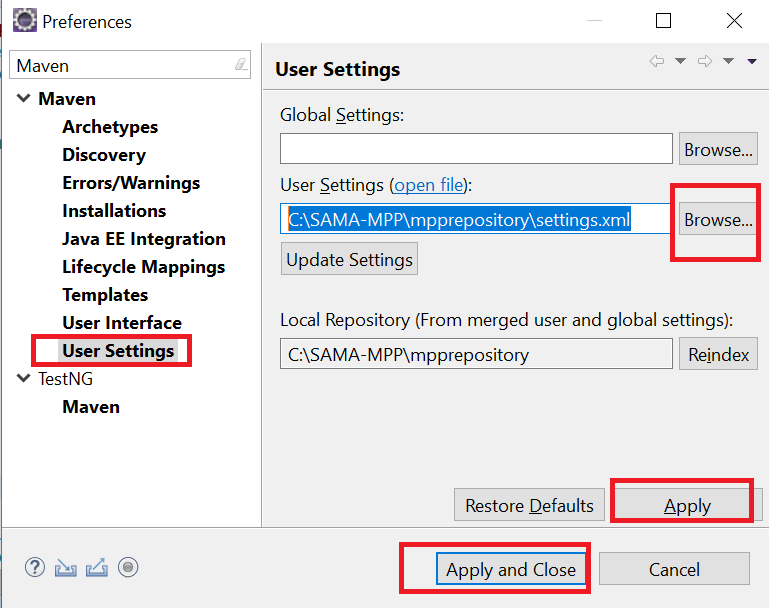 Preferences
Maven
Maven
Archetypes
Discovery
Errors/Warnings
Installations
Java EE Integration
Lifecycle Mappings
Templates
User Interface
User Settings
TestNG
Maven
User Settings
Global Settings:
Browse...
User Settings (open file):
C:\SAMA-MPP\mpprepository\settings.xml
Browse...
Update Settings
Local Repository (From merged user and global settings):
C:\SAMA-MPP\mpprepository
Reindex
Restore Defaults
Apply
?
Apply and Close
Cancel